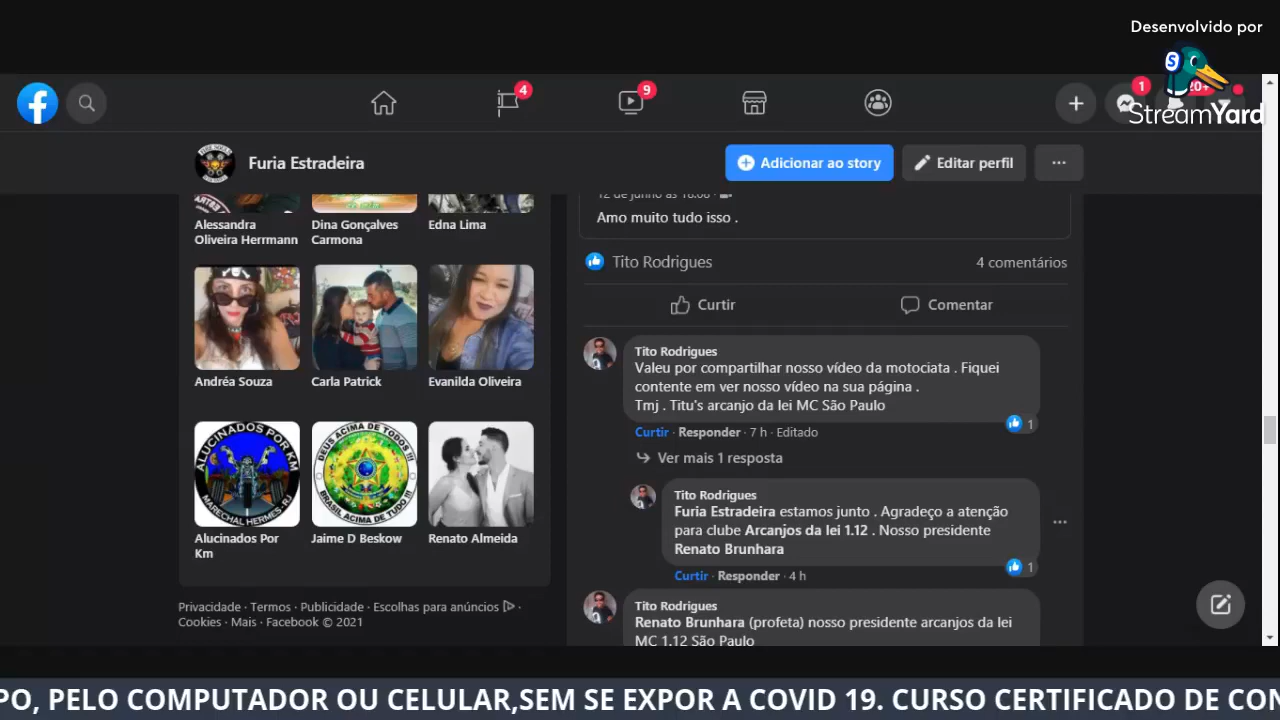 Desenvolvido por
StreamYard
4
9
1
20+
Furia Estradeira
Adicionar ao story
Editar perfil
Alessandra
Oliveira Herrmann
Dina Gonçalves
Carmona
Edna Lima
Andréa Souza
Carla Patrick
Evanilda Oliveira
ALUCINADOS POR KM
MARECHAL HERMES-RJ
DEUS ACIMA DE TODOS !!!
BRASIL ACIMA DE TUDO !!!
Alucinados Por
Km
Jaime D Beskow
Renato Almeida
Privacidade · Termos · Publicidade · Escolhas para anúncios ·
Cookies · Mais · Facebook © 2021
12 de junho às 18:08 ·
Amo muito tudo isso .
Tito Rodrigues
4 comentários
Curtir
Comentar
Tito Rodrigues
Valeu por compartilhar nosso vídeo da motociata . Fiquei
contente em ver nosso vídeo na sua página .
Tmj . Titu's arcanjo da lei MC São Paulo
1
Curtir · Responder · 7 h · Editado
Ver mais 1 resposta
Tito Rodrigues
Furia Estradeira estamos junto . Agradeço a atenção
para clube Arcanjos da lei 1.12 . Nosso presidente
Renato Brunhara
1
Curtir · Responder · 4 h
Tito Rodrigues
Renato Brunhara (profeta) nosso presidente arcanjos da lei
MC 1.12 São Paulo
PO, PELO COMPUTADOR OU CELULAR,SEM SE EXPOR A COVID 19. CURSO CERTIFICADO DE CON